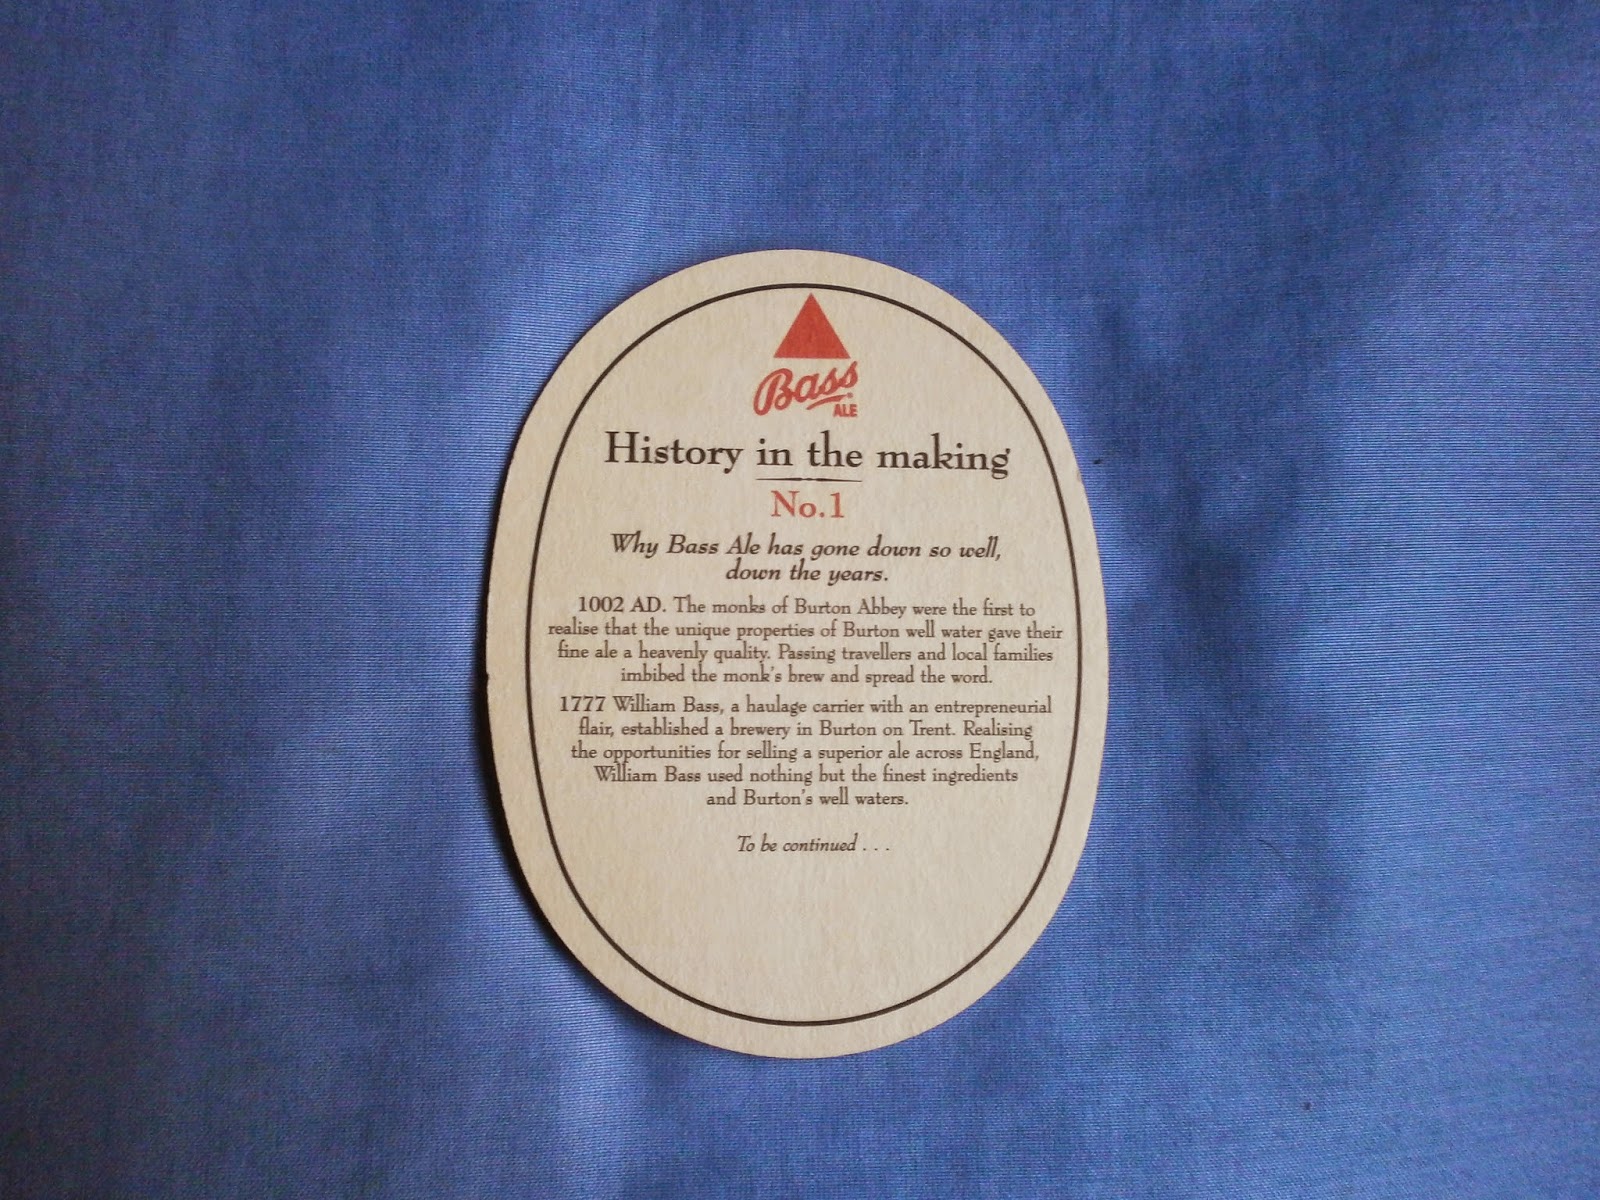 Bass
ALE
History in the making
No.1
Why Bass Ale has gone down so well,
down the years.
1002 AD. The monks of Burton Abbey were the first to
realise that the unique properties of Burton well water gave their
fine ale a heavenly quality. Passing travellers and local families
imbibed the monk's brew and spread the word.
1777 William Bass, a haulage carrier with an entrepreneurial
flair, established a brewery in Burton on Trent. Realising
the opportunities for selling a superior ale across England,
William Bass used nothing but the finest ingredients
and Burton's well waters.
To be continued . . .